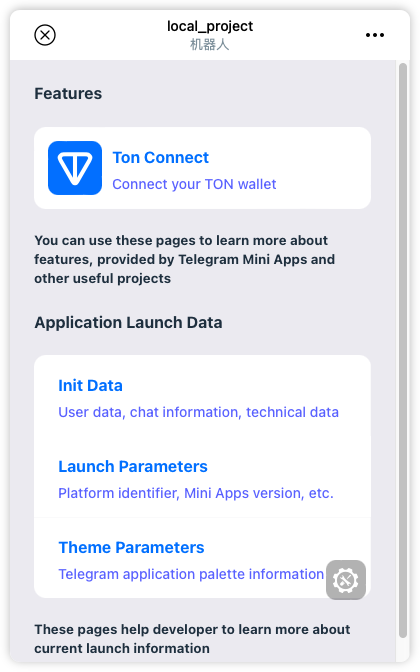 local_project
机器人
Features
Ton Connect
Connect your TON wallet
You can use these pages to learn more about
features, provided by Telegram Mini Apps and
other useful projects
Application Launch Data
Init Data
User data, chat information, technical data
Launch Parameters
Platform identifier, Mini Apps version, etc.
Theme Parameters
Telegram application palette information
These pages help developer to learn more about
current launch information